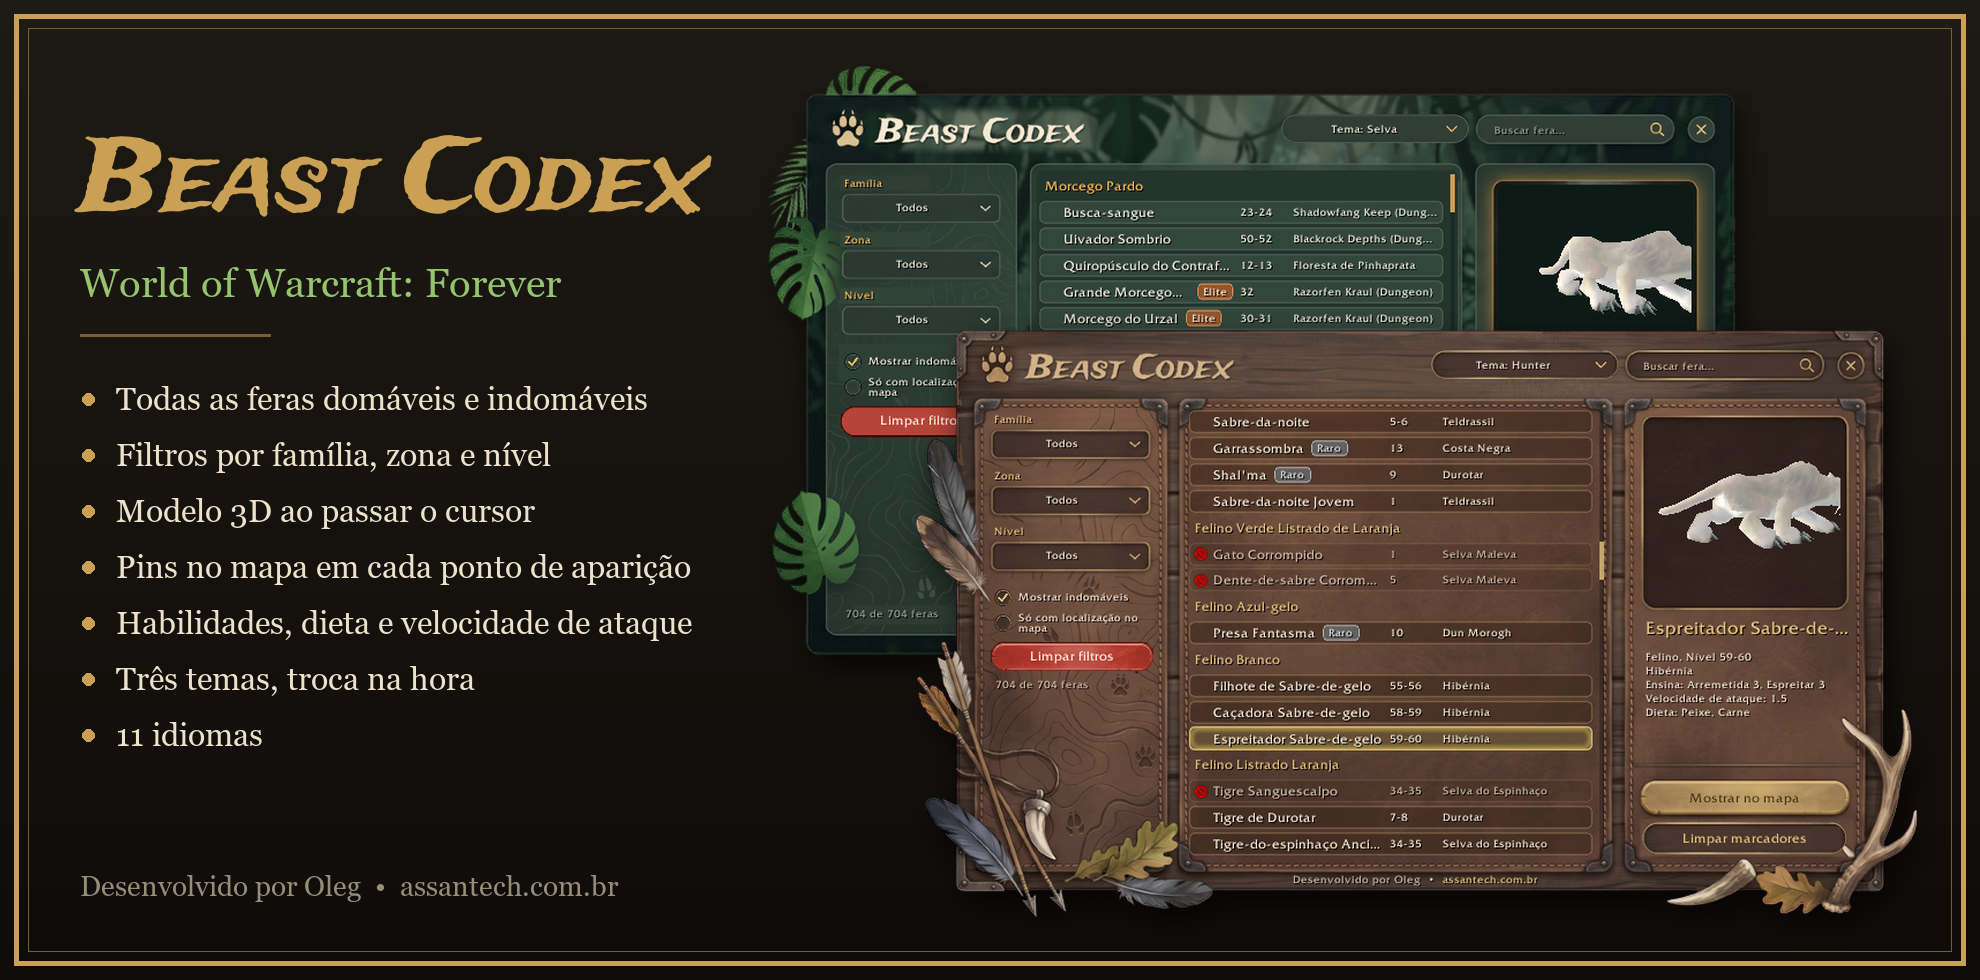 Beast Codex
World of Warcraft: Forever
• Todas as feras domáveis e indomáveis
• Filtros por família, zona e nível
• Modelo 3D ao passar o cursor
• Pins no mapa em cada ponto de aparição
• Habilidades, dieta e velocidade de ataque
• Três temas, troca na hora
• 11 idiomas
Desenvolvido por Oleg • assantech.com.br
Beast Codex
Tema: Selva
Buscar fera...
Família
Todos
Zona
Todos
Nível
Todos
Mostrar indomá
Só com localizaç
mapa
Limpar filtro
704 de 704 feras
Morcego Pardo
Busca-sangue 23-24 Shadowfang Keep (Dung...
Uivador Sombrio 50-52 Blackrock Depths (Dung...
Quiropúsculo do Contraf... 12-13 Floresta de Pinhaprata
Grande Morcego... Elite 32 Razorfen Kraul (Dungeon)
Morcego do Urzal Elite 30-31 Razorfen Kraul (Dungeon)
Beast Codex
Tema: Hunter
Buscar fera...
Família
Todos
Zona
Todos
Nível
Todos
Mostrar indomáveis
Só com localização no
mapa
Limpar filtros
704 de 704 feras
Sabre-da-noite 5-6 Teldrassil
Garrassombra Raro 13 Costa Negra
Shal'ma Raro 9 Durotar
Sabre-da-noite Jovem 1 Teldrassil
Felino Verde Listrado de Laranja
Gato Corrompido 1 Selva Maleva
Dente-de-sabre Corrom... 5 Selva Maleva
Felino Azul-gelo
Presa Fantasma Raro 10 Dun Morogh
Felino Branco
Filhote de Sabre-de-gelo 55-56 Hibérnia
Caçadora Sabre-de-gelo 58-59 Hibérnia
Espreitador Sabre-de-gelo 59-60 Hibérnia
Felino Listrado Laranja
Tigre Sanguescalpo 34-35 Selva do Espinhaço
Tigre de Durotar 7-8 Durotar
Tigre-do-espinhaço Anci... 34-35 Selva do Espinhaço
Espreitador Sabre-de-...
Felino, Nível 59-60
Hibérnia
Ensina: Arremetida 3, Espreitar 3
Velocidade de ataque: 1.5
Dieta: Peixe, Carne
Mostrar no mapa
Limpar marcadores
Desenvolvido por Oleg • assantech.com.br